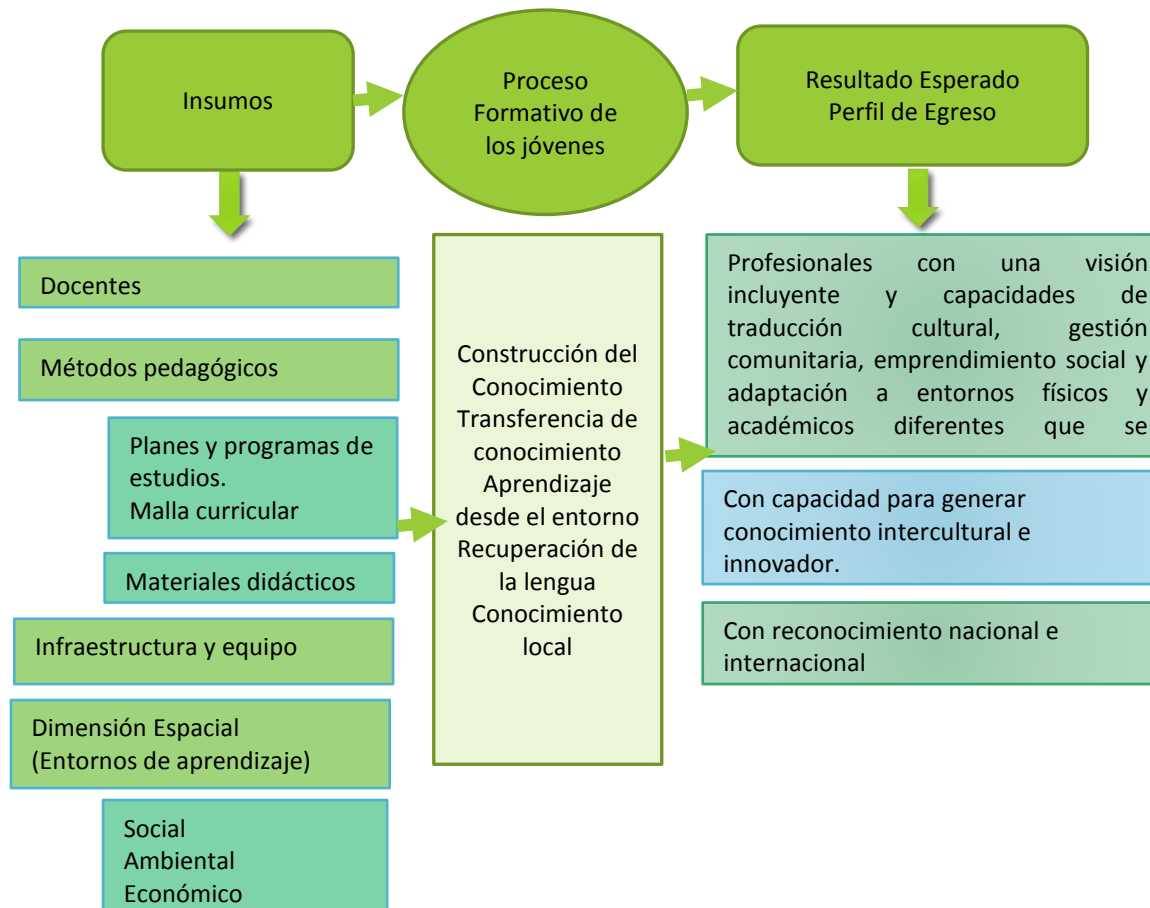 Insumos
Proceso
Formativo de
los jóvenes
Resultado Esperado
Perfil de Egreso
Docentes
Métodos pedagógicos
Planes y programas de
estudios.
Malla curricular
Materiales didácticos
Infraestructura y equipo
Dimensión Espacial
(Entornos de aprendizaje)
Social
Ambiental
Económico
Construcción del
Conocimiento
Transferencia de
conocimiento
Aprendizaje
desde el entorno
Recuperación de
la lengua
Conocimiento
local
Profesionales con una visión
incluyente y capacidades de
traducción cultural, gestión
comunitaria, emprendimiento social y
adaptación a entornos físicos y
académicos diferentes que se
Con capacidad para generar
conocimiento intercultural e
innovador.
Con reconocimiento nacional e
internacional